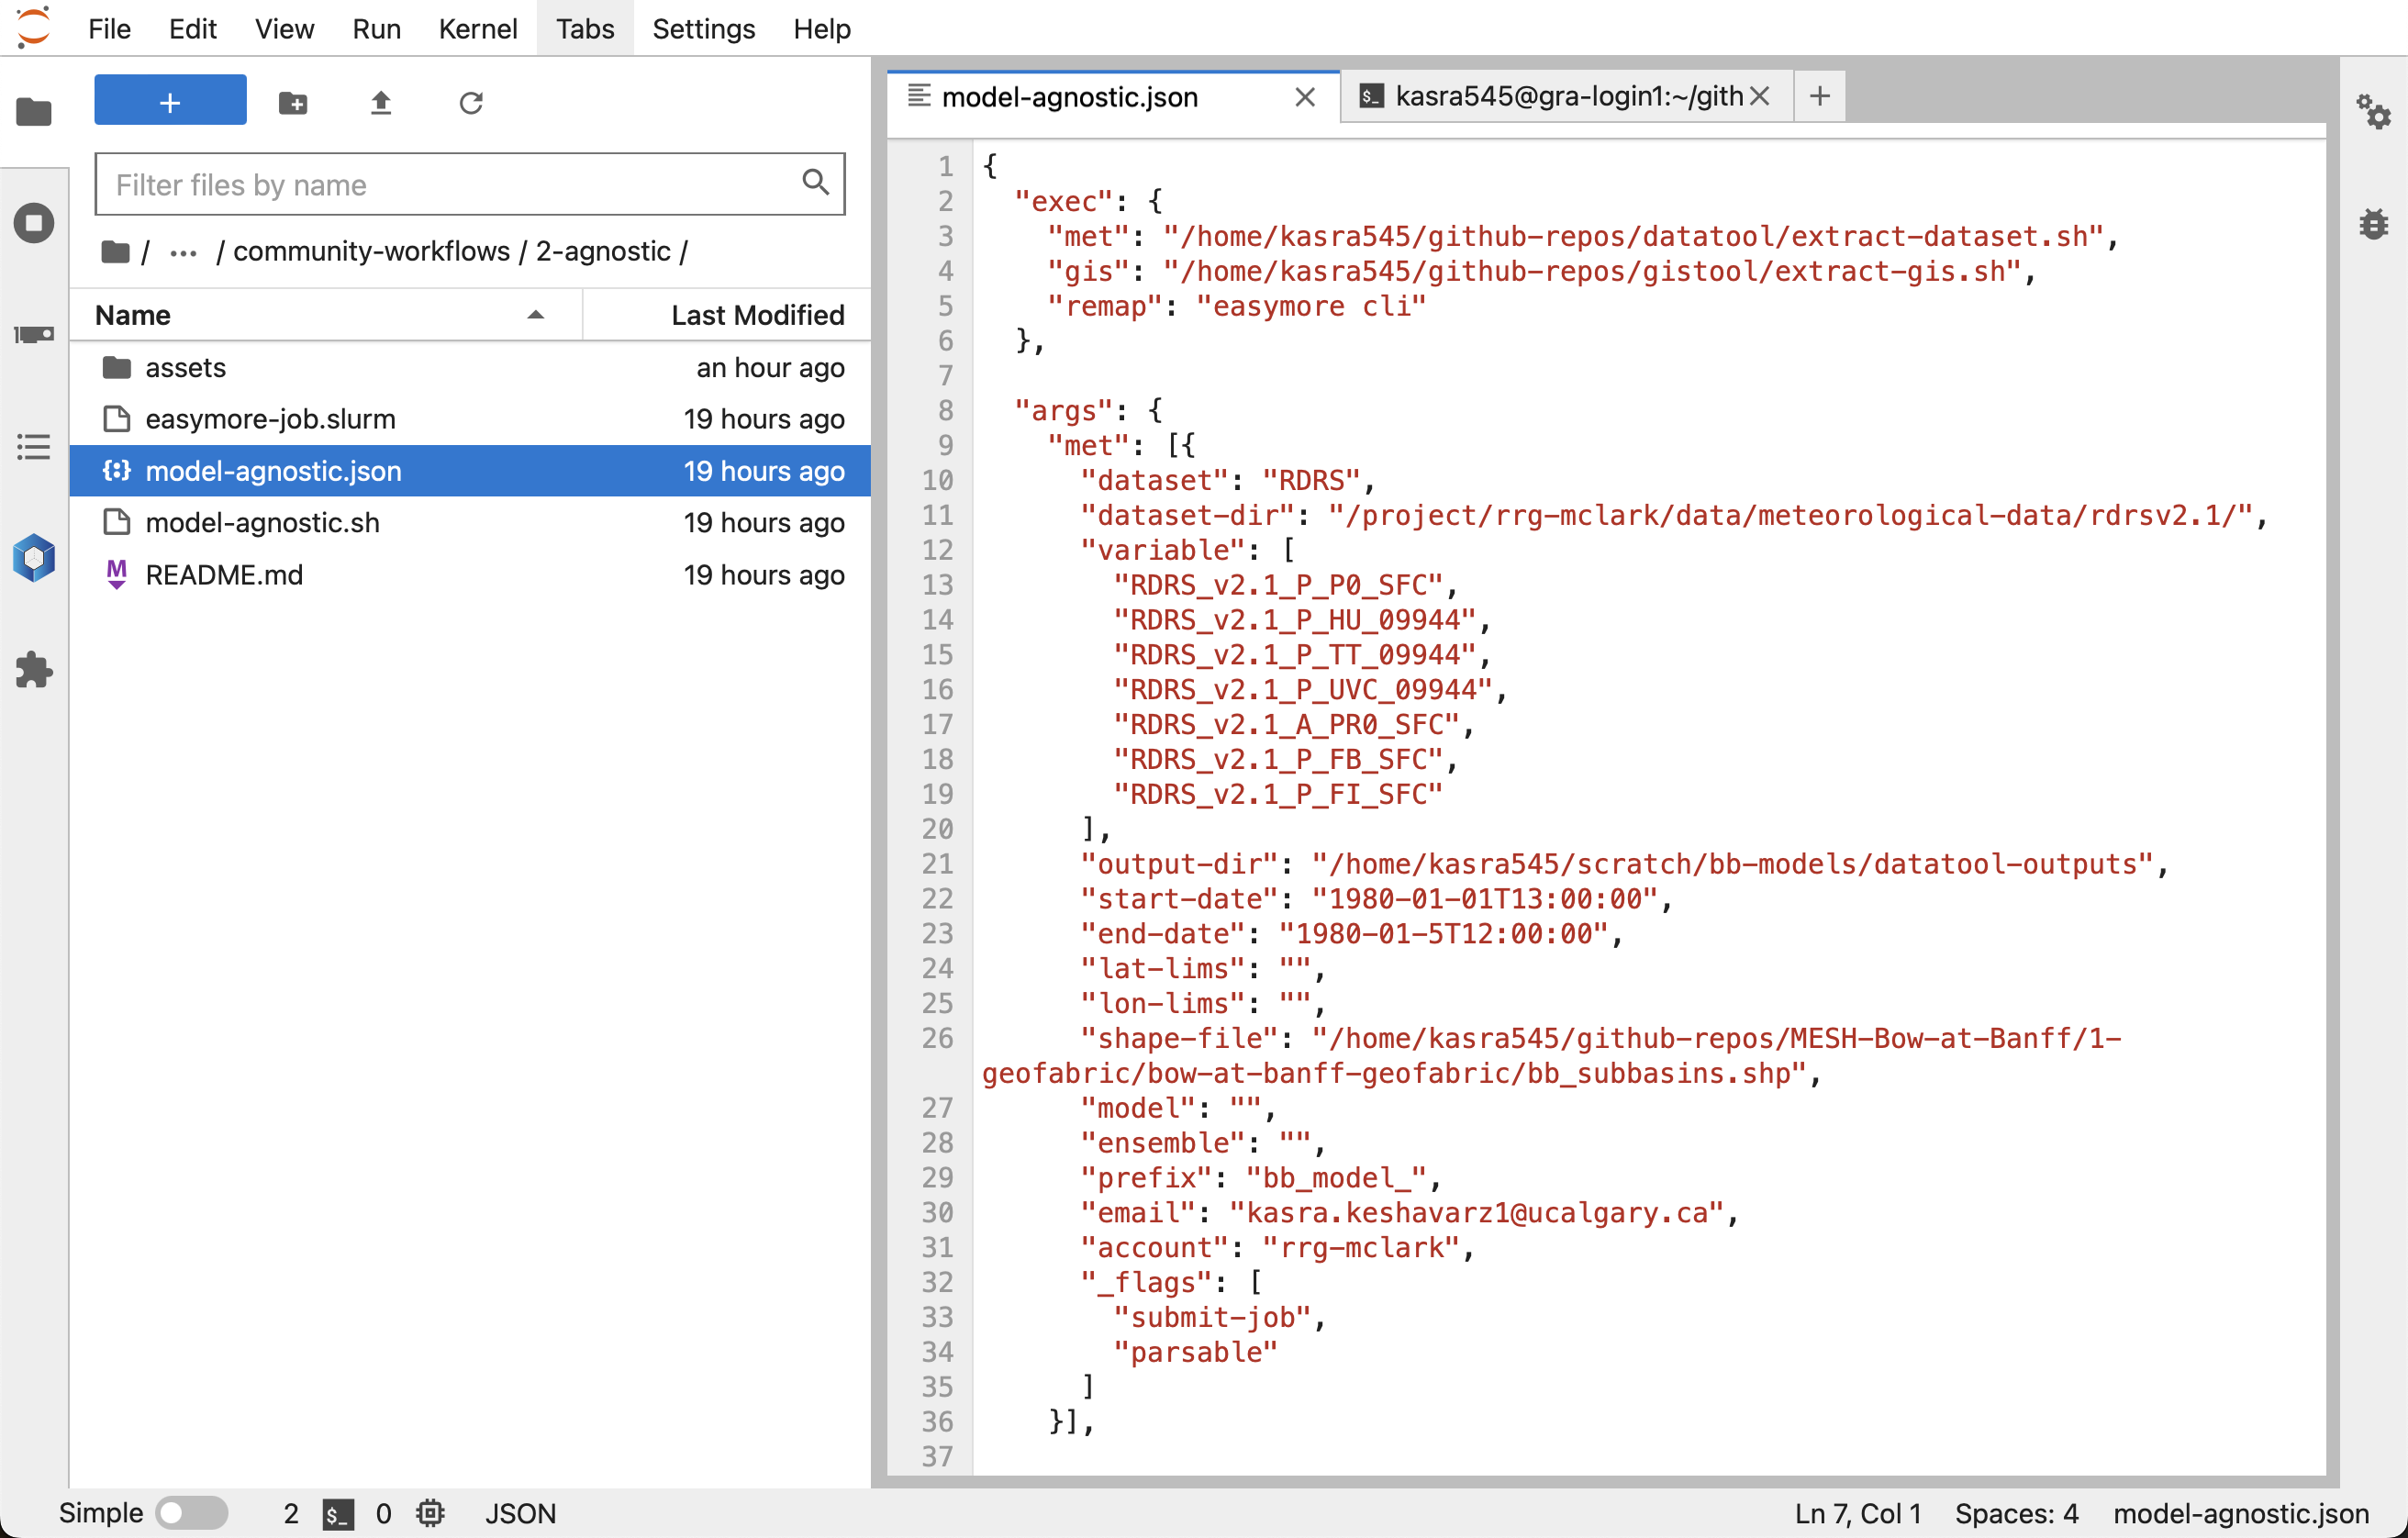 File Edit View Run Kernel Tabs Settings Help
+
Filter files by name
/ ... / community-workflows / 2-agnostic /
Name Last Modified
assets an hour ago
easymore-job.slurm 19 hours ago
model-agnostic.json 19 hours ago
model-agnostic.sh 19 hours ago
README.md 19 hours ago
model-agnostic.json
kasra545@gra-login1:~/gith
1 {
2   "exec": {
3     "met": "/home/kasra545/github-repos/datatool/extract-dataset.sh",
4     "gis": "/home/kasra545/github-repos/gistool/extract-gis.sh",
5     "remap": "easymore cli"
6   },
7
8   "args": {
9     "met": [{
10       "dataset": "RDRS",
11       "dataset-dir": "/project/rrg-mclark/data/meteorological-data/rdrsv2.1/",
12       "variable": [
13         "RDRS_v2.1_P_P0_SFC",
14         "RDRS_v2.1_P_HU_09944",
15         "RDRS_v2.1_P_TT_09944",
16         "RDRS_v2.1_P_UVC_09944",
17         "RDRS_v2.1_A_PR0_SFC",
18         "RDRS_v2.1_P_FB_SFC",
19         "RDRS_v2.1_P_FI_SFC"
20       ],
21       "output-dir": "/home/kasra545/scratch/bb-models/datatool-outputs",
22       "start-date": "1980-01-01T13:00:00",
23       "end-date": "1980-01-5T12:00:00",
24       "lat-lims": "",
25       "lon-lims": "",
26       "shape-file": "/home/kasra545/github-repos/MESH-Bow-at-Banff/1-
geofabric/bow-at-banff-geofabric/bb_subbasins.shp",
27       "model": "",
28       "ensemble": "",
29       "prefix": "bb_model_",
30       "email": "kasra.keshavarz1@ucalgary.ca",
31       "account": "rrg-mclark",
32       "_flags": [
33         "submit-job",
34         "parsable"
35       ]
36     }],
37
Simple 2 $_ 0 JSON Ln 7, Col 1 Spaces: 4 model-agnostic.json